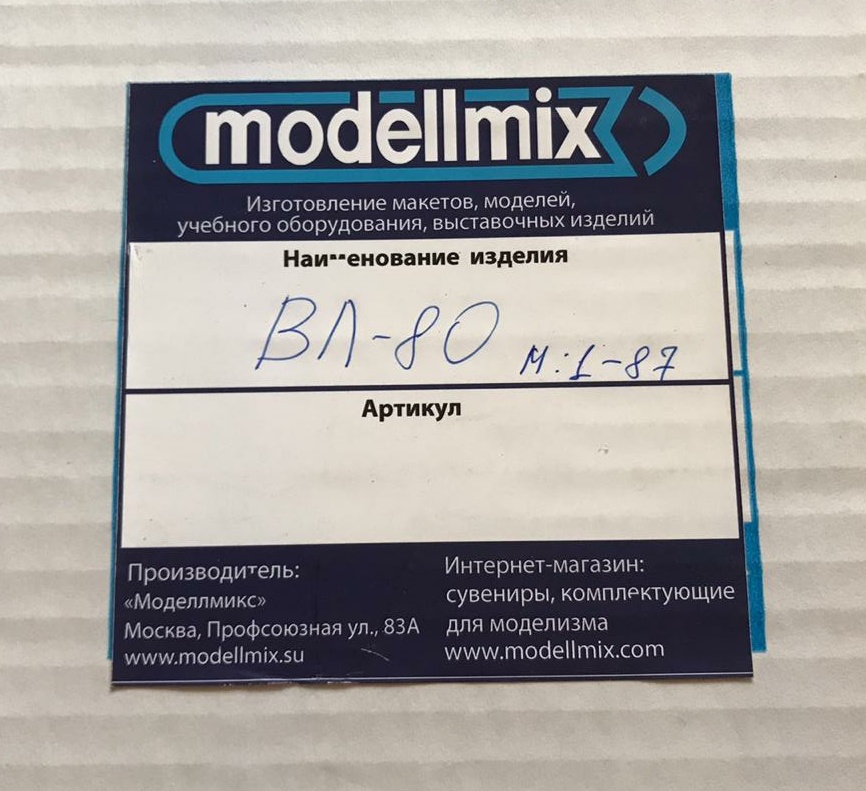 modellmix
Изготовление макетов, моделей,
учебного оборудования, выставочных изделий
Наименование изделия
ВЛ-80 М:1-87
Артикул
Производитель:
«Моделлмикс»
Москва, Профсоюзная ул., 83А
www.modellmix.su
Интернет-магазин:
сувениры, комплектующие
для моделизма
www.modellmix.com